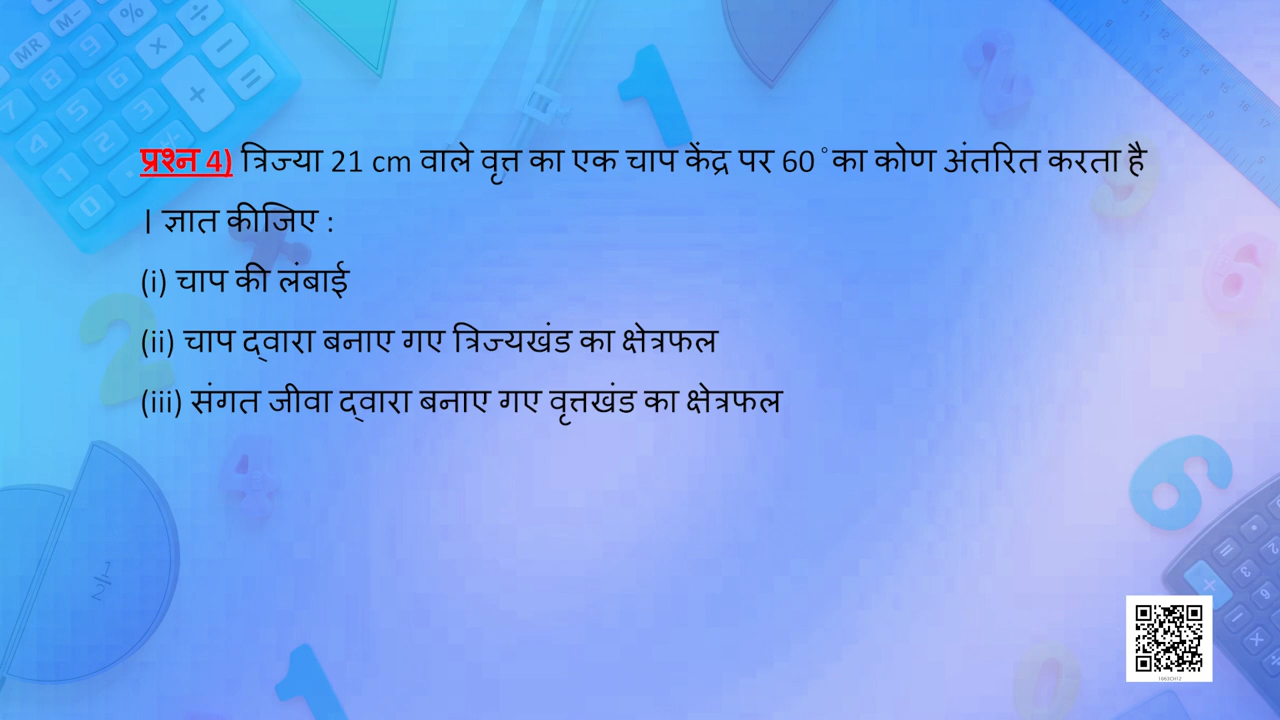 प्रश्न 4) त्रिज्या 21 cm वाले वृत्त का एक चाप केंद्र पर 60˚का कोण अंतरित करता है
। ज्ञात कीजिए :
(i) चाप की लंबाई
(ii) चाप द्वारा बनाए गए त्रिज्यखंड का क्षेत्रफल
(iii) संगत जीवा द्वारा बनाए गए वृत्तखंड का क्षेत्रफल